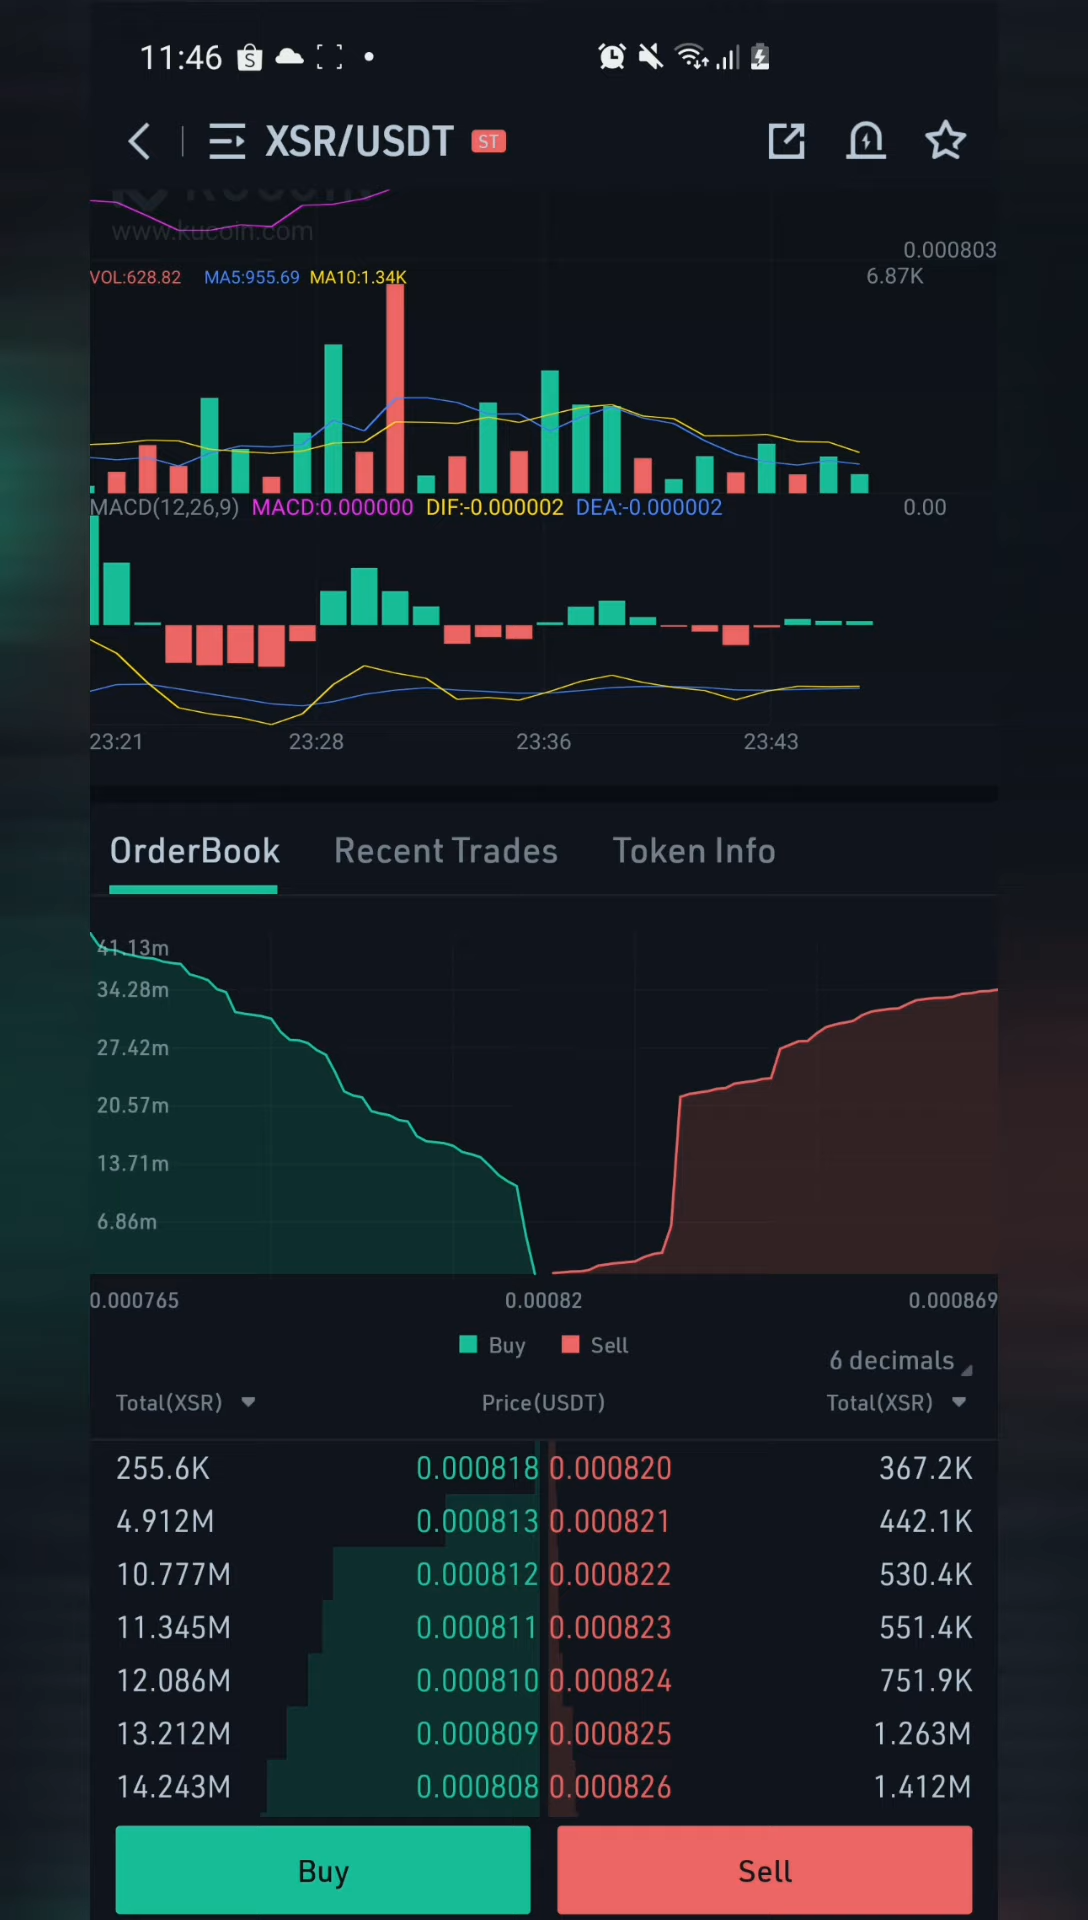 11:46
XSR/USDT ST
www.kucoin.com
0.000803
VOL:628.82 MA5:955.69 MA10:1.34K 6.87K
MACD(12,26,9) MACD:0.000000 DIF:-0.000002 DEA:-0.000002 0.00
23:21 23:28 23:36 23:43
OrderBook Recent Trades Token Info
41.13m
34.28m
27.42m
20.57m
13.71m
6.86m
0.000765 0.00082 0.000869
Buy Sell
6 decimals
Total(XSR) Price(USDT) Total(XSR)
255.6K 0.000818 0.000820 367.2K
4.912M 0.000813 0.000821 442.1K
10.777M 0.000812 0.000822 530.4K
11.345M 0.000811 0.000823 551.4K
12.086M 0.000810 0.000824 751.9K
13.212M 0.000809 0.000825 1.263M
14.243M 0.000808 0.000826 1.412M
Buy Sell